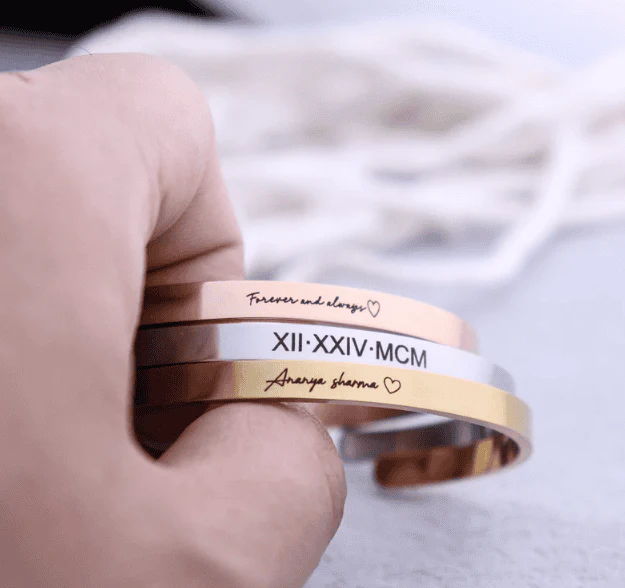 Forever and always♡
XII·XXIV·MCM
Ananya sharma ♡